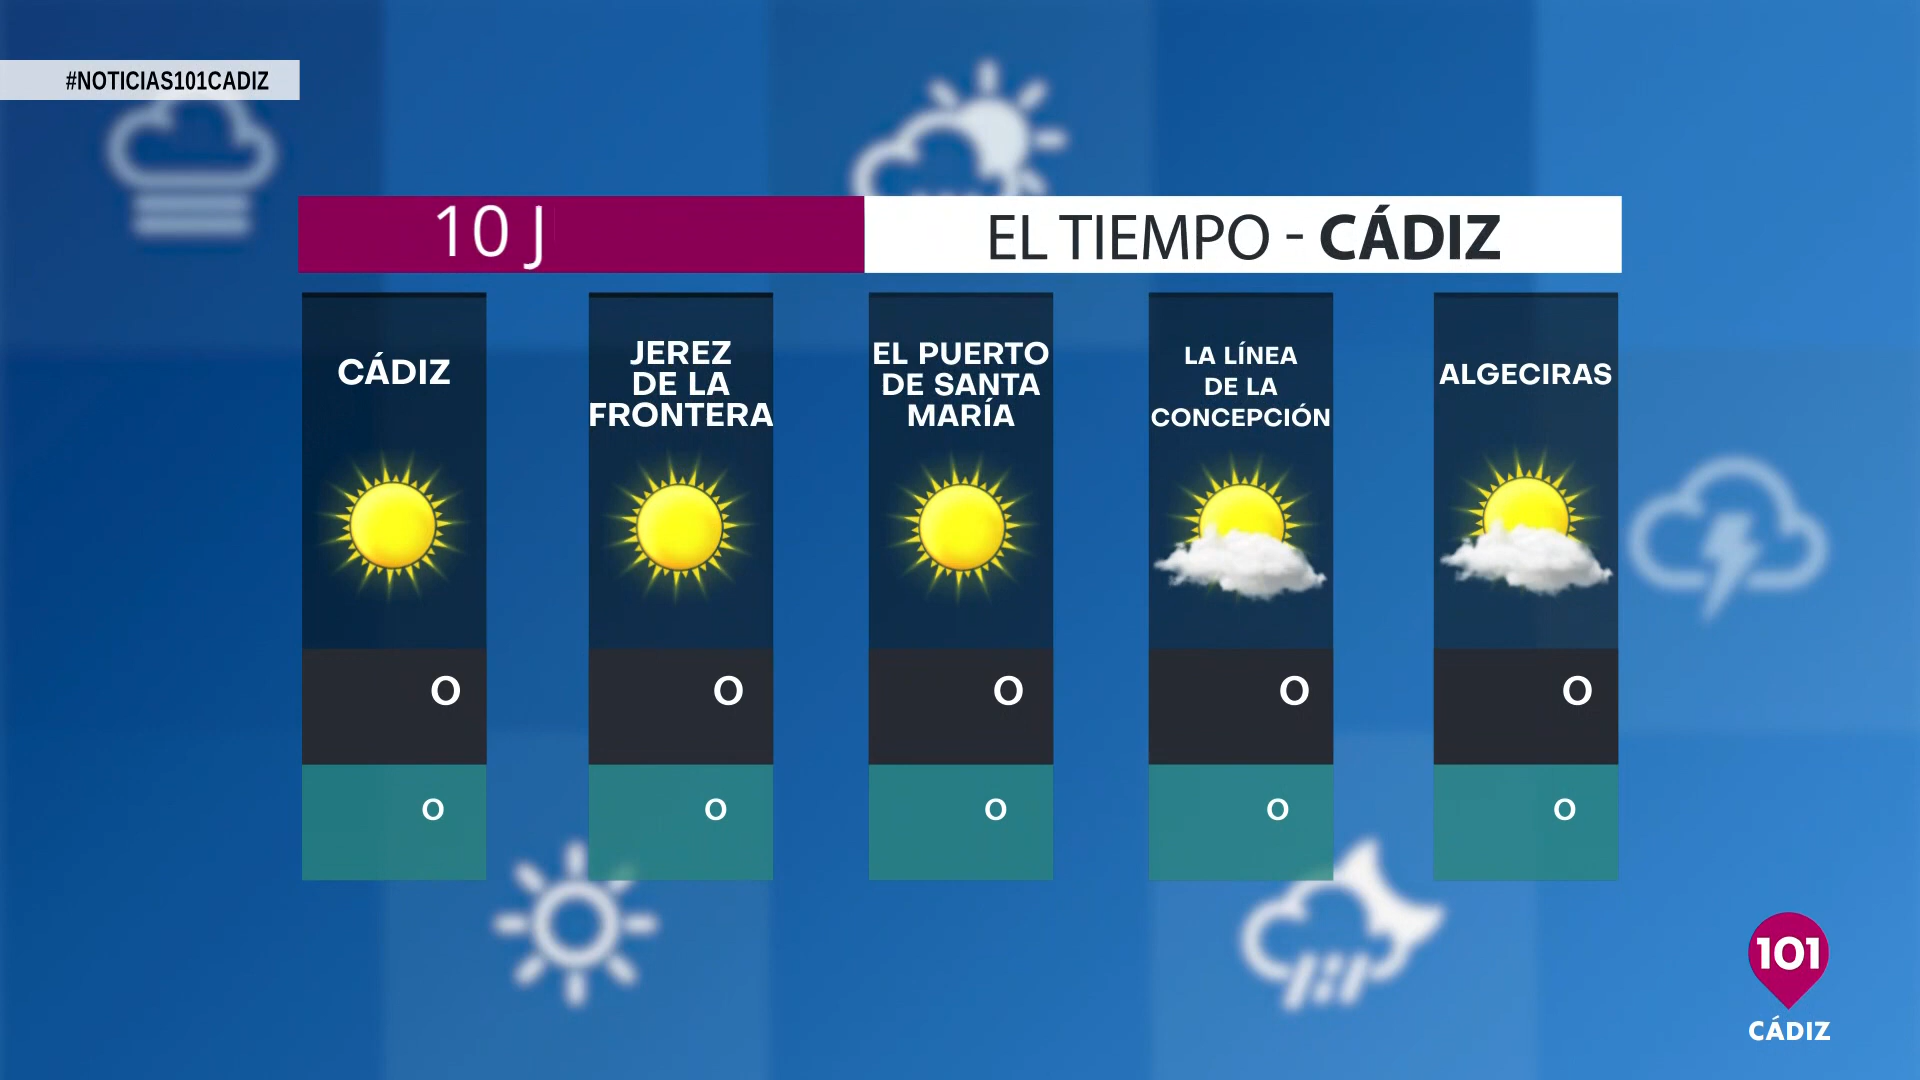 #NOTICIAS101CADIZ
10 J
EL TIEMPO - CÁDIZ
CÁDIZ
JEREZ
DE LA
FRONTERA
EL PUERTO
DE SANTA
MARÍA
LA LÍNEA
DE LA
CONCEPCIÓN
ALGECIRAS
O O O O O
O O O O O
101
CÁDIZ